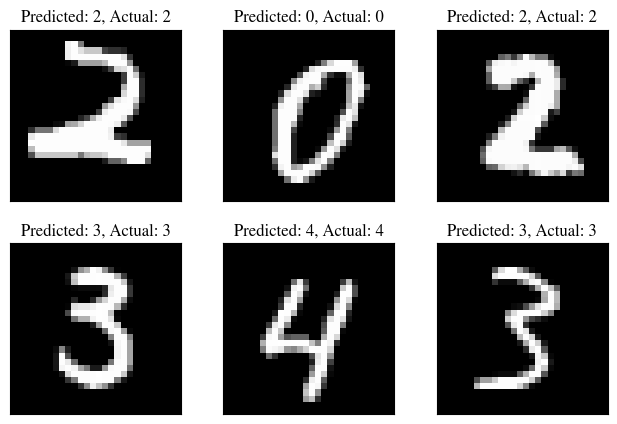 Predicted: 2, Actual: 2
Predicted: 0, Actual: 0
Predicted: 2, Actual: 2
2
0
2
Predicted: 3, Actual: 3
Predicted: 4, Actual: 4
Predicted: 3, Actual: 3
3
4
3